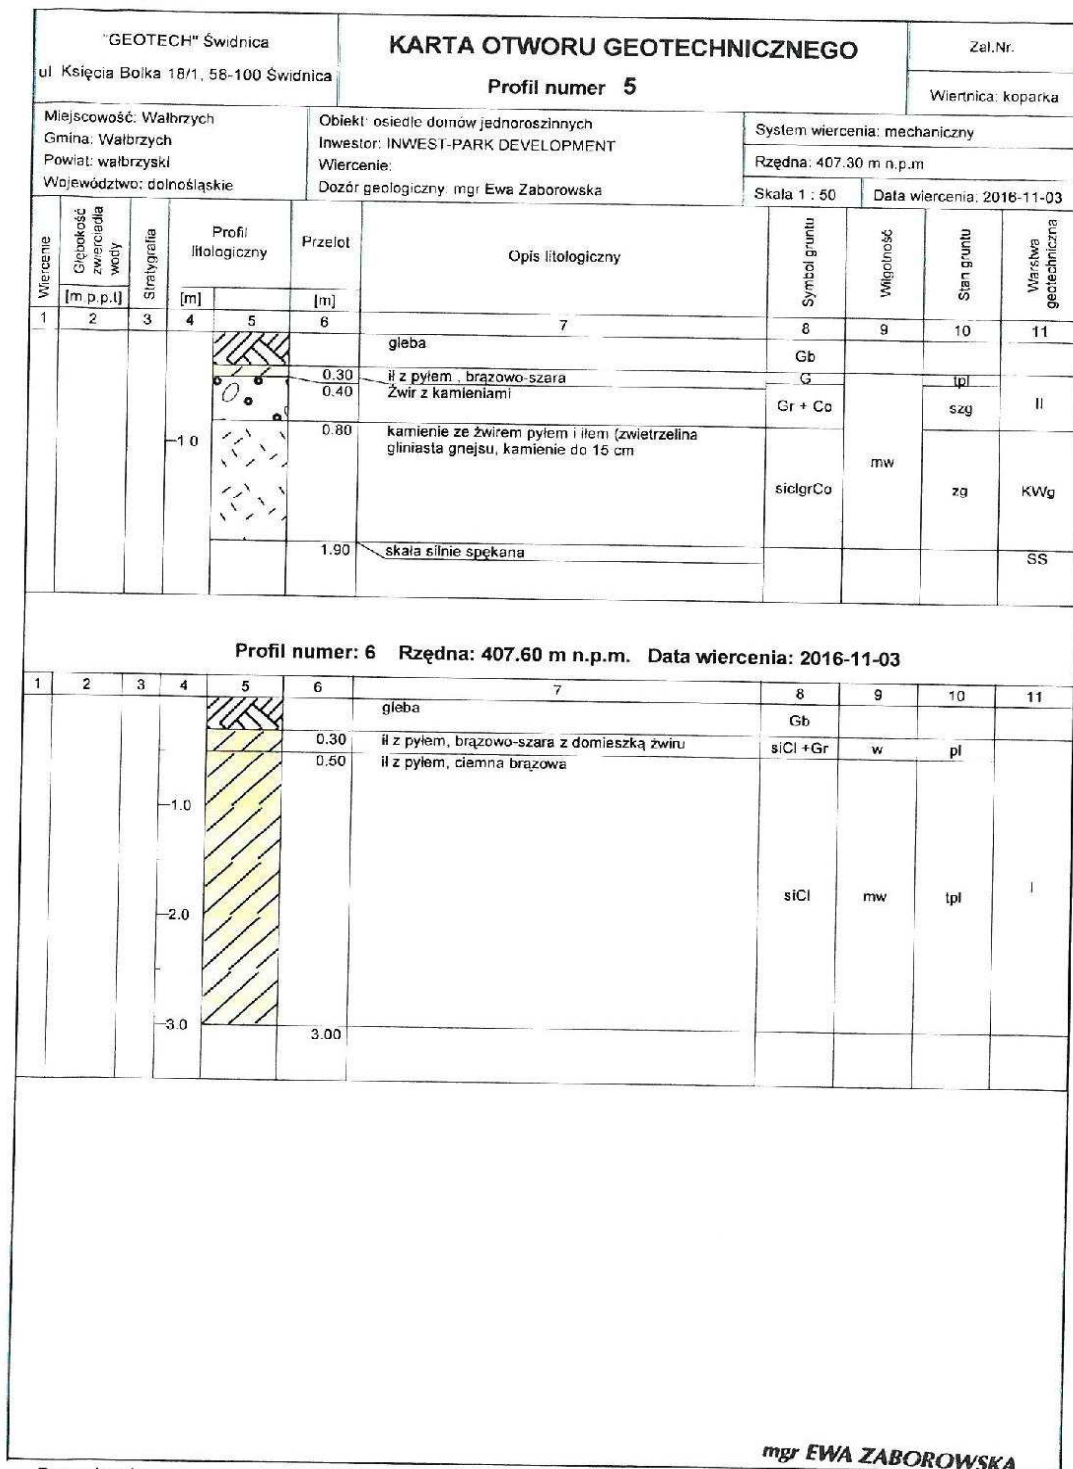 "GEOTECH" Świdnica
ul Księcia Bolka 18/1, 58-100 Świdnica
KARTA OTWORU GEOTECHNICZNEGO
Profil numer 5
Zal.Nr.
Wiertnica: koparka
Miejscowość: Wałbrzych
Gmina: Wałbrzych
Powiat: wałbrzyski
Województwo: dolnośląskie
Obiekt: osiedle domów jednoroszinnych
Inwestor: INWEST-PARK DEVELOPMENT
Wiercenie:
Dozór geologiczny: mgr Ewa Zaborowska
System wiercenia: mechaniczny
Rzędna: 407.30 m n.p.m
Skala 1 : 50 Data wiercenia: 2016-11-03
Wiercenie
Głębokość zwierciadła wody
[m.p.p.t]
Stratygrafia
Profil litologiczny
[m]
Przelot
[m]
Opis litologiczny
Symbol gruntu
Wilgotność
Stan gruntu
Warstwa geotechniczna
1 2 3 4 5 6 7 8 9 10 11
gleba Gb
0.30 ił z pyłem , brązowo-szara G tpl
0.40 Żwir z kamieniami Gr + Co szg II
1.0
0.80 kamienie ze żwirem pyłem i iłem (zwietrzelina
gliniasta gnejsu, kamienie do 15 cm
siclgrCo mw zg KWg
1.90 skała silnie spękana SS
Profil numer: 6 Rzędna: 407.60 m n.p.m. Data wiercenia: 2016-11-03
1 2 3 4 5 6 7 8 9 10 11
gleba Gb
0.30 ił z pyłem, brązowo-szara z domieszką żwiru siCl +Gr w pl
0.50 ił z pyłem, ciemna brązowa
1.0
siCl mw tpl I
2.0
3.0
3.00
mgr EWA ZABOROWSKA